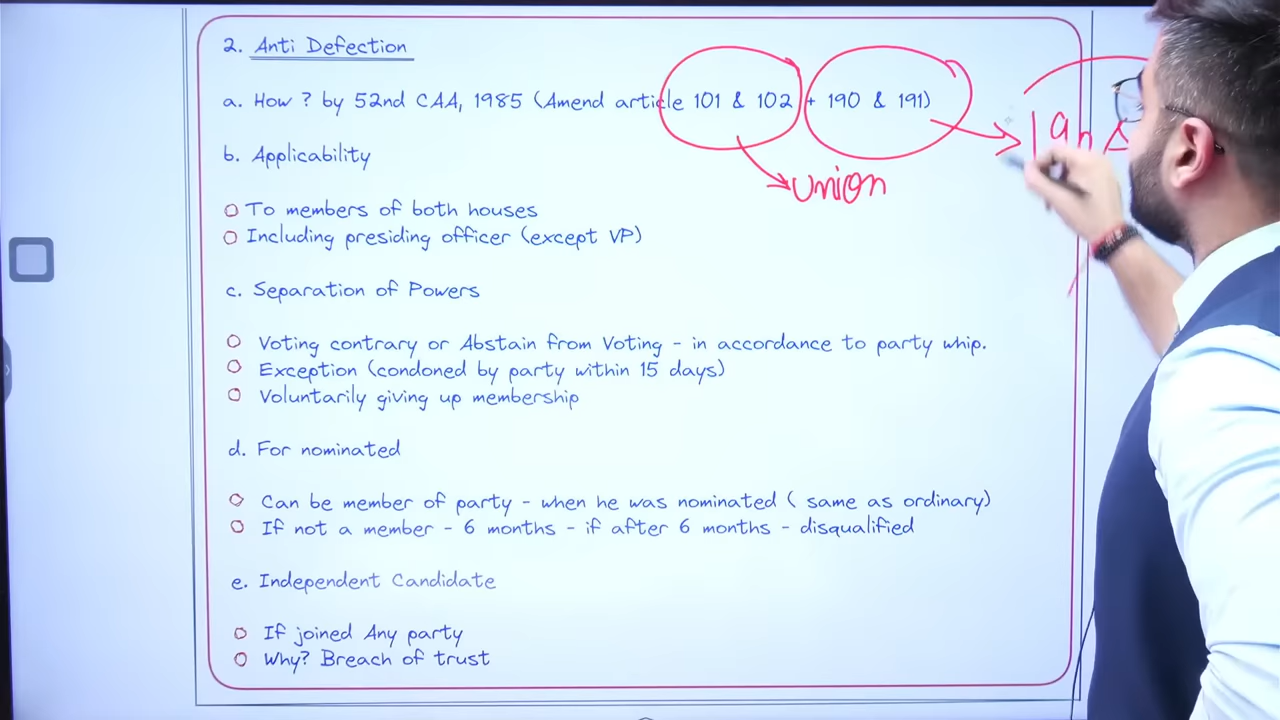 2. Anti Defection
a. How ? by 52nd CAA, 1985 (Amend article 101 & 102 + 190 & 191)
b. Applicability
union
To members of both houses
Including presiding officer (except VP)
c. Separation of Powers
Voting contrary or Abstain from Voting - in accordance to party whip.
Exception (condoned by party within 15 days)
Voluntarily giving up membership
d. For nominated
Can be member of party - when he was nominated ( same as ordinary)
If not a member - 6 months - if after 6 months - disqualified
e. Independent Candidate
If joined Any party
Why? Breach of trust